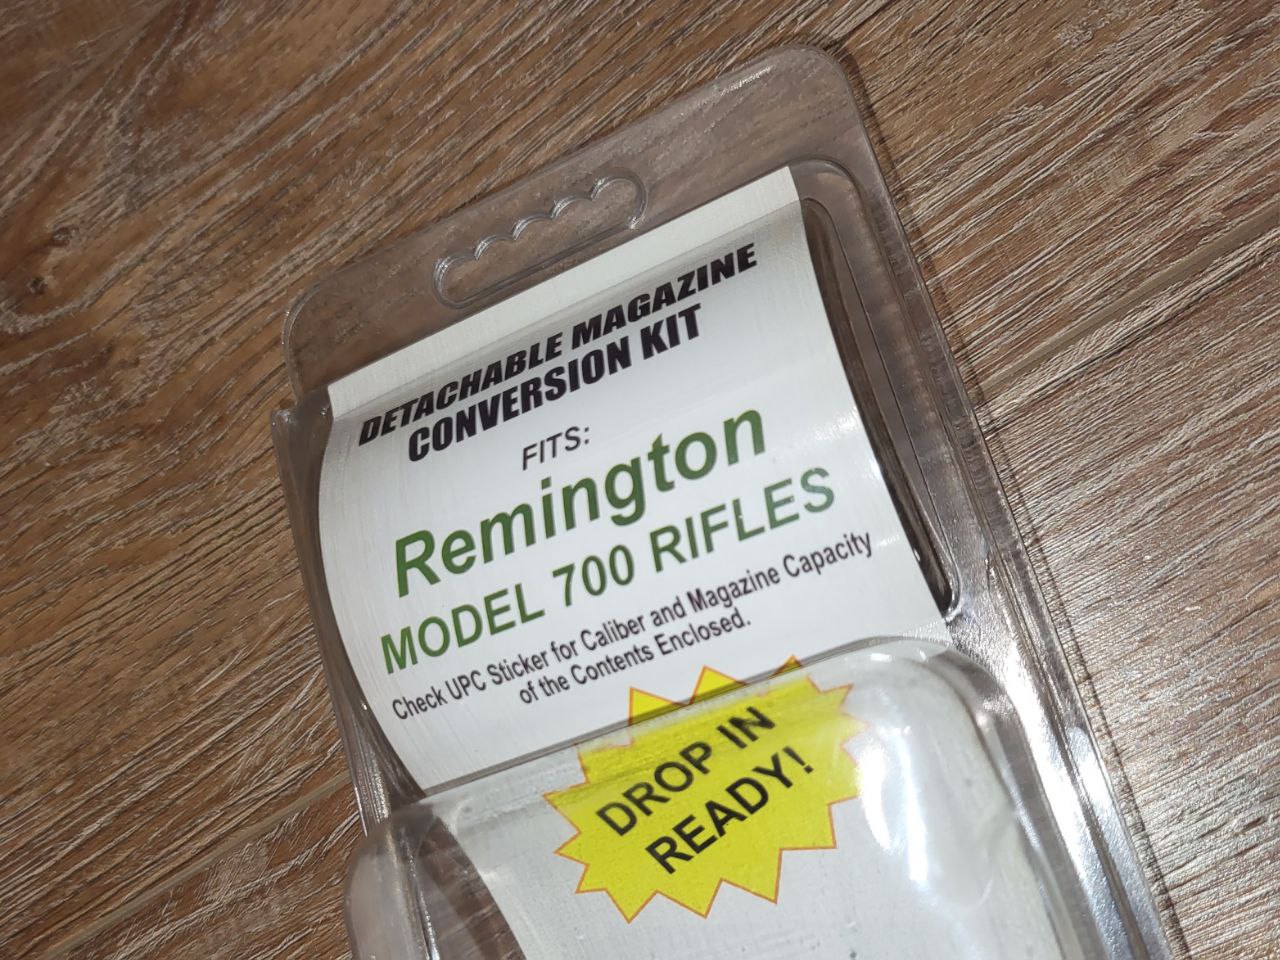 DETACHABLE MAGAZINE
CONVERSION KIT
FITS:
Remington
MODEL 700 RIFLES
Check UPC Sticker for Caliber and Magazine Capacity
of the Contents Enclosed.
DROP IN
READY!